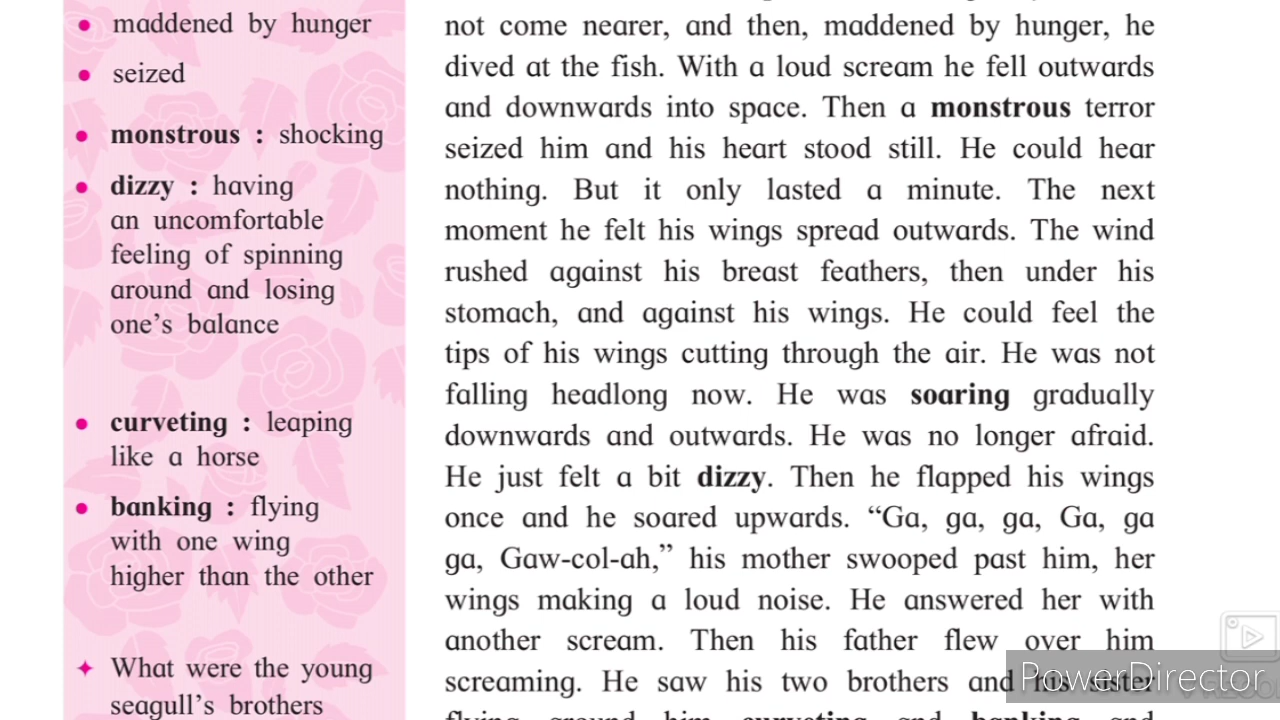 maddened by hunger
seized
monstrous : shocking
dizzy : having
an uncomfortable
feeling of spinning
around and losing
one's balance
curveting : leaping
like a horse
banking : flying
with one wing
higher than the other
What were the young
seagull's brothers
not come nearer, and then, maddened by hunger, he
dived at the fish. With a loud scream he fell outwards
and downwards into space. Then a monstrous terror
seized him and his heart stood still. He could hear
nothing. But it only lasted a minute. The next
moment he felt his wings spread outwards. The wind
rushed against his breast feathers, then under his
stomach, and against his wings. He could feel the
tips of his wings cutting through the air. He was not
falling headlong now. He was soaring gradually
downwards and outwards. He was no longer afraid.
He just felt a bit dizzy. Then he flapped his wings
once and he soared upwards. “Ga, ga, ga, Ga, ga
ga, Gaw-col-ah,” his mother swooped past him, her
wings making a loud noise. He answered her with
another scream. Then his father flew over him
screaming. He saw his two brothers and his sister
flying around him curveting and banking and
PowerDirector